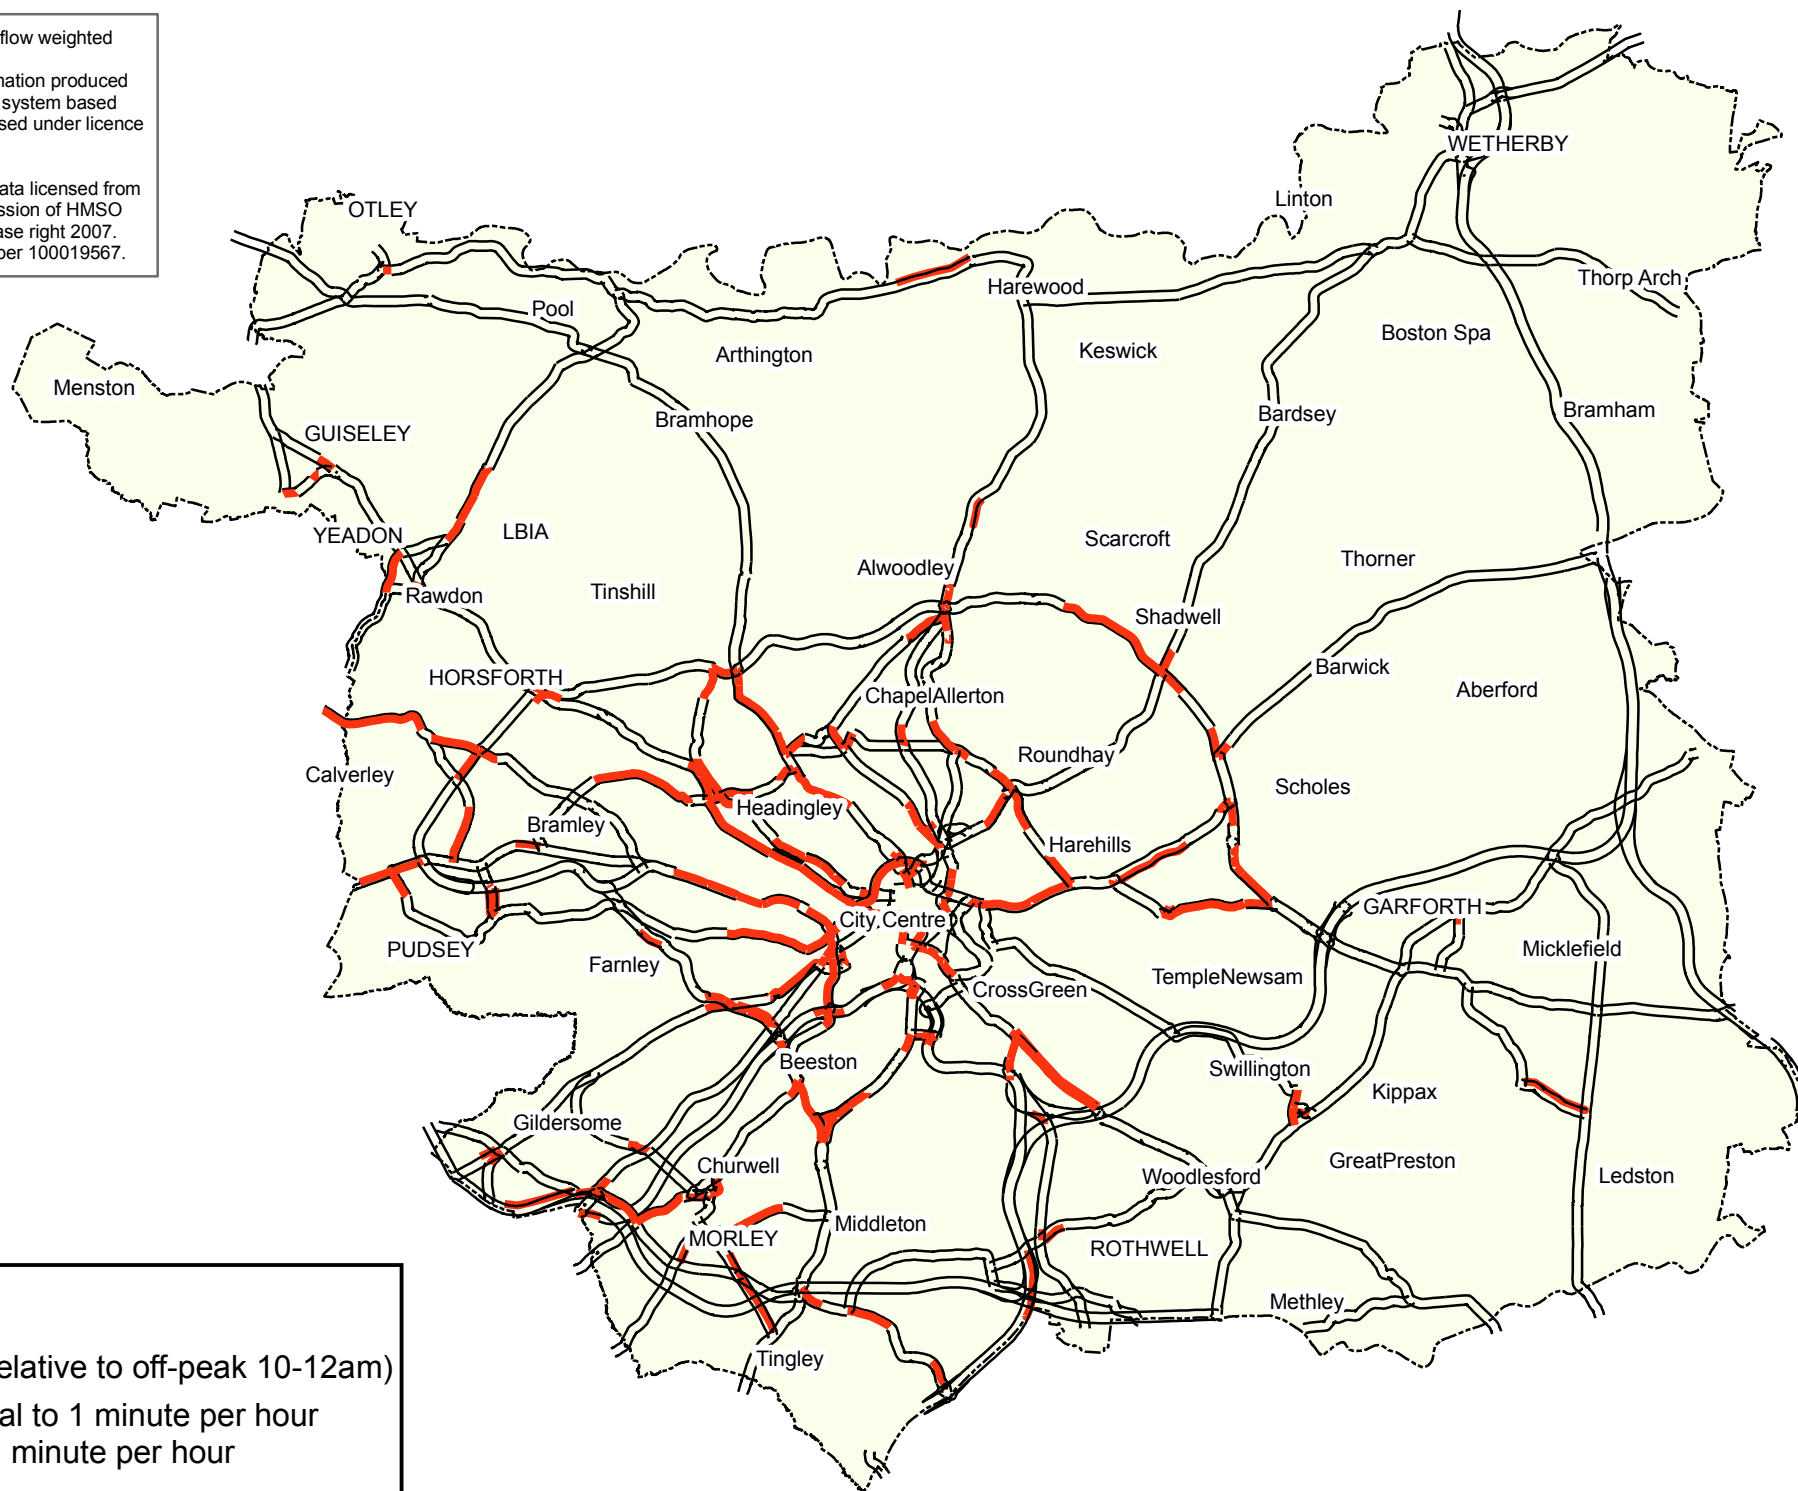 flow weighted
mation produced
system based
sed under licence
ata licensed from
ssion of HMSO
ase right 2007.
ber 100019567.
WETHERBY
Linton
OTLEY
Thorp Arch
Harewood
Pool
Boston Spa
Arthington
Keswick
Menston
Bardsey
Bramham
Bramhope
GUISELEY
LBIA
YEADON
Scarcroft
Thorner
Alwoodley
Tinshill
Rawdon
Shadwell
Barwick
HORSFORTH
Aberford
ChapelAllerton
Roundhay
Calverley
Scholes
Headingley
Bramley
Harehills
GARFORTH
City Centre
PUDSEY
Micklefield
Farnley
TempleNewsam
CrossGreen
Beeston
Swillington
Kippax
Gildersome
GreatPreston
Churwell
Woodlesford
Ledston
Middleton
MORLEY
ROTHWELL
Methley
Tingley
elative to off-peak 10-12am)
al to 1 minute per hour
minute per hour